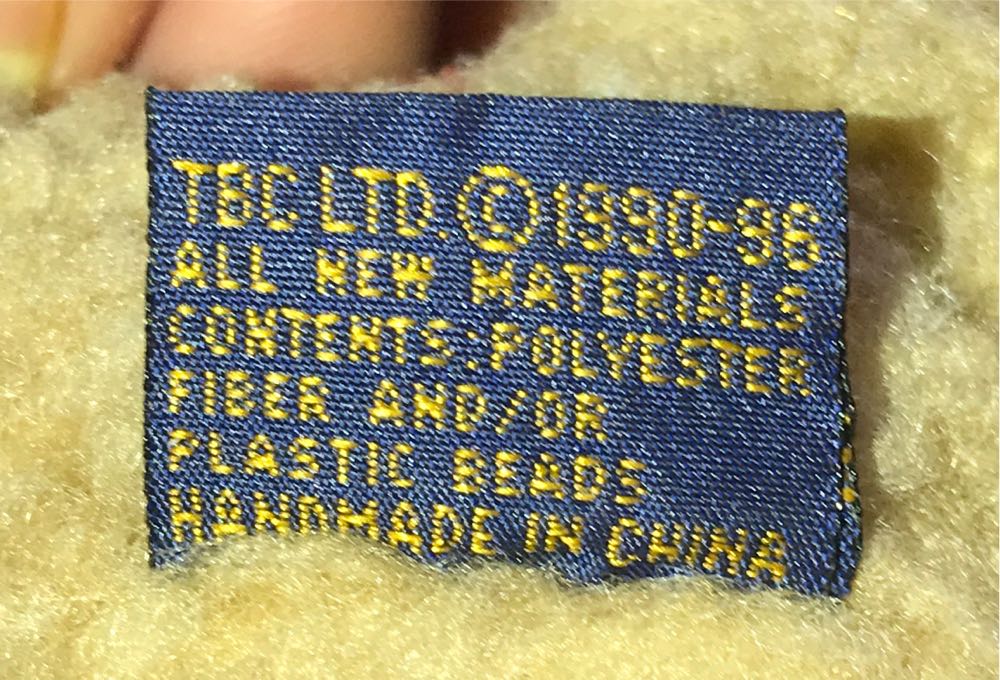 TBC LTD. © 1990-96
ALL NEW MATERIALS
CONTENTS: POLYESTER
FIBER AND/OR
PLASTIC BEADS
HANDMADE IN CHINA